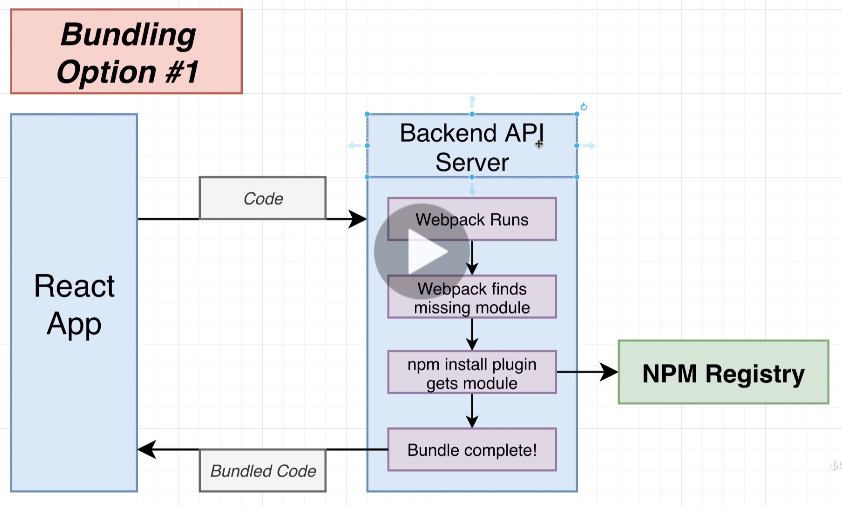 Bundling
Option #1
Backend API
Server
Code
Webpack Runs
React
App
Webpack finds
missing module
npm install plugin
gets module
NPM Registry
Bundle complete!
Bundled Code